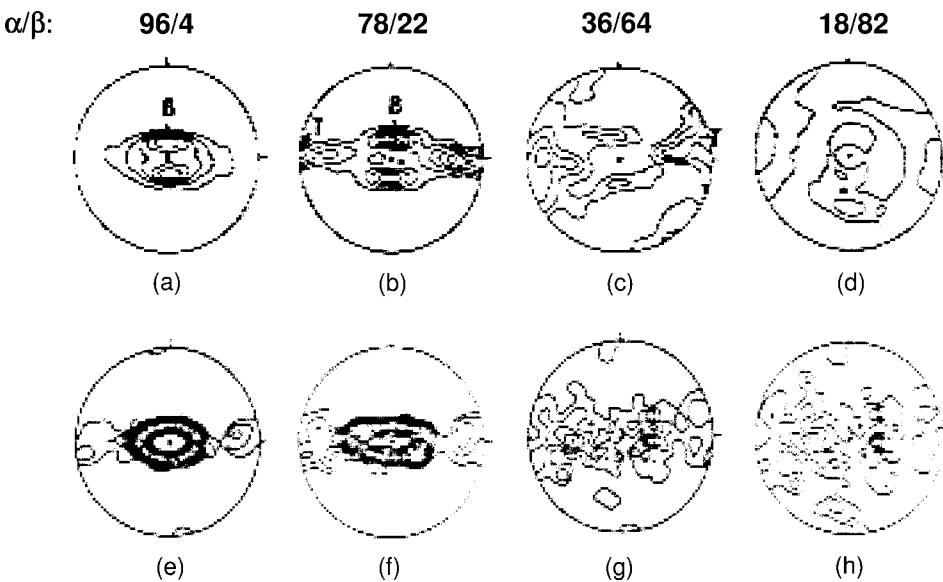 α/β: 96/4 78/22 36/64 18/82
B
T B
T
T
(a) (b) (c) (d)
(e) (f) (g) (h)